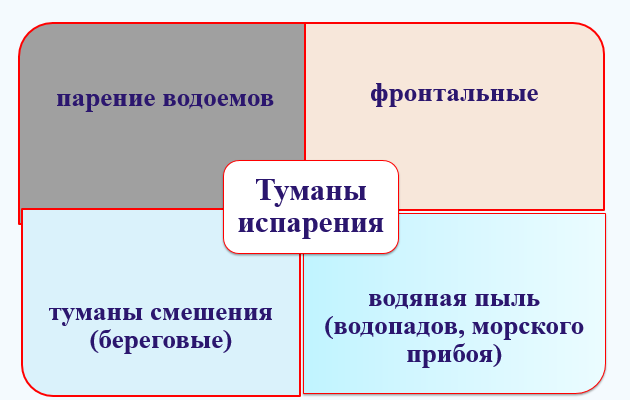 парение водоемов
фронтальные
Туманы
испарения
туманы смешения
(береговые)
водяная пыль
(водопадов, морского
прибоя)